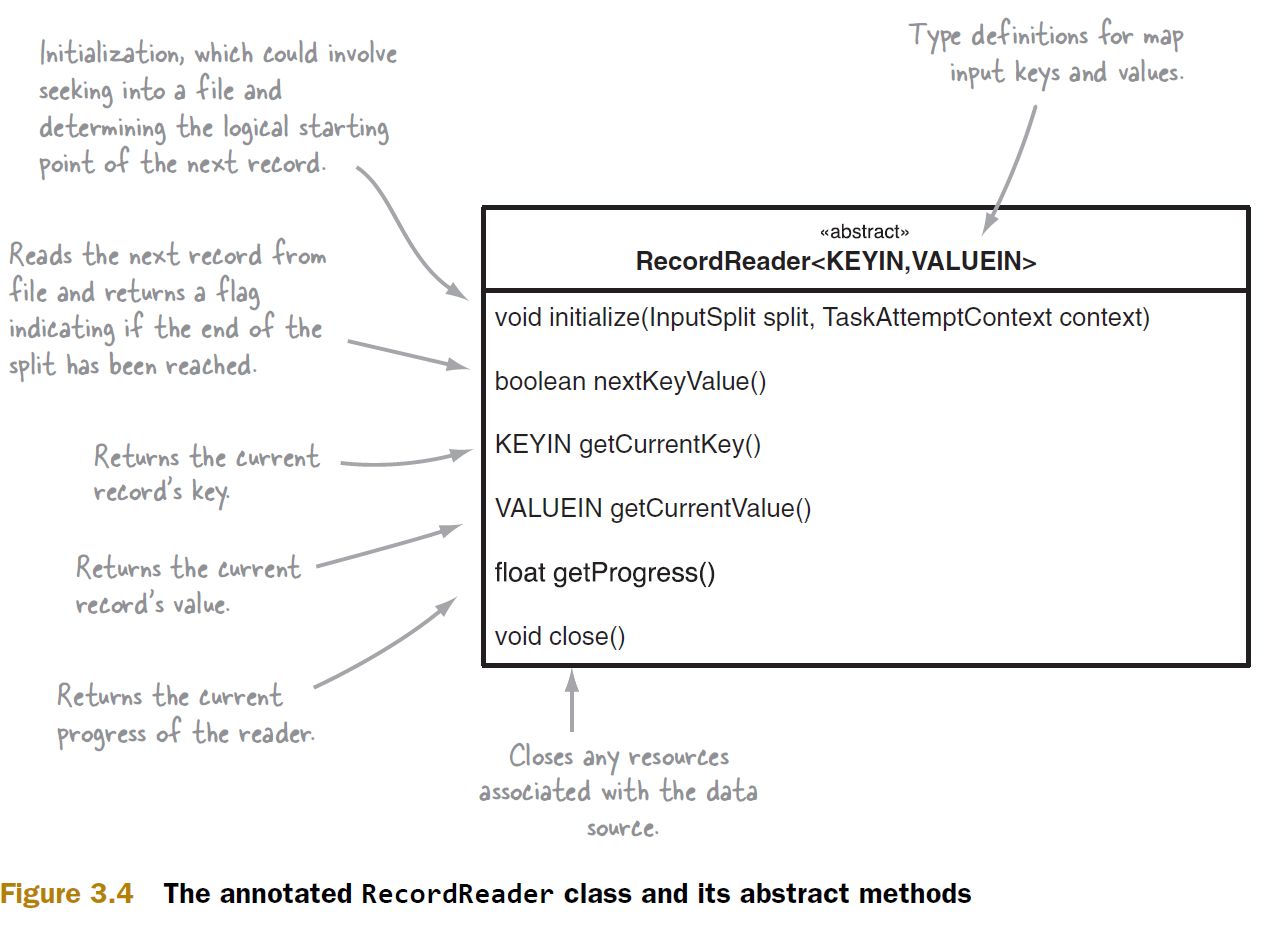 Initialization, which could involve
seeking into a file and
determining the logical starting
point of the next record.
Type definitions for map
input keys and values.
«abstract»
RecordReader<KEYIN,VALUEIN>
Reads the next record from
file and returns a flag
indicating if the end of the
split has been reached.
void initialize(InputSplit split, TaskAttemptContext context)
boolean nextKeyValue()
Returns the current
record's key.
KEYIN getCurrentKey()
VALUEIN getCurrentValue()
Returns the current
record's value.
float getProgress()
void close()
Returns the current
progress of the reader.
Closes any resources
associated with the data
source.
Figure 3.4 The annotated RecordReader class and its abstract methods